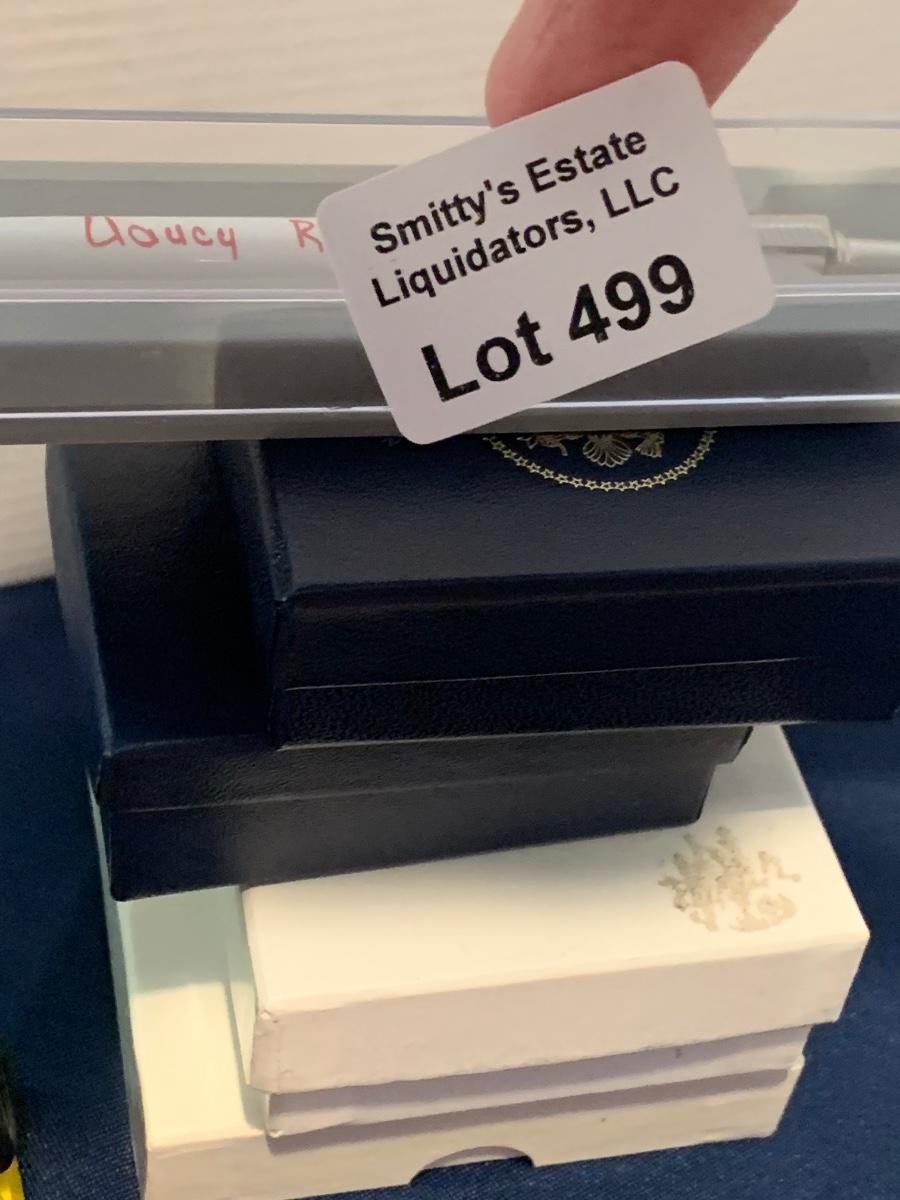 Smitty's Estate
Liquidators, LLC
Lot 499